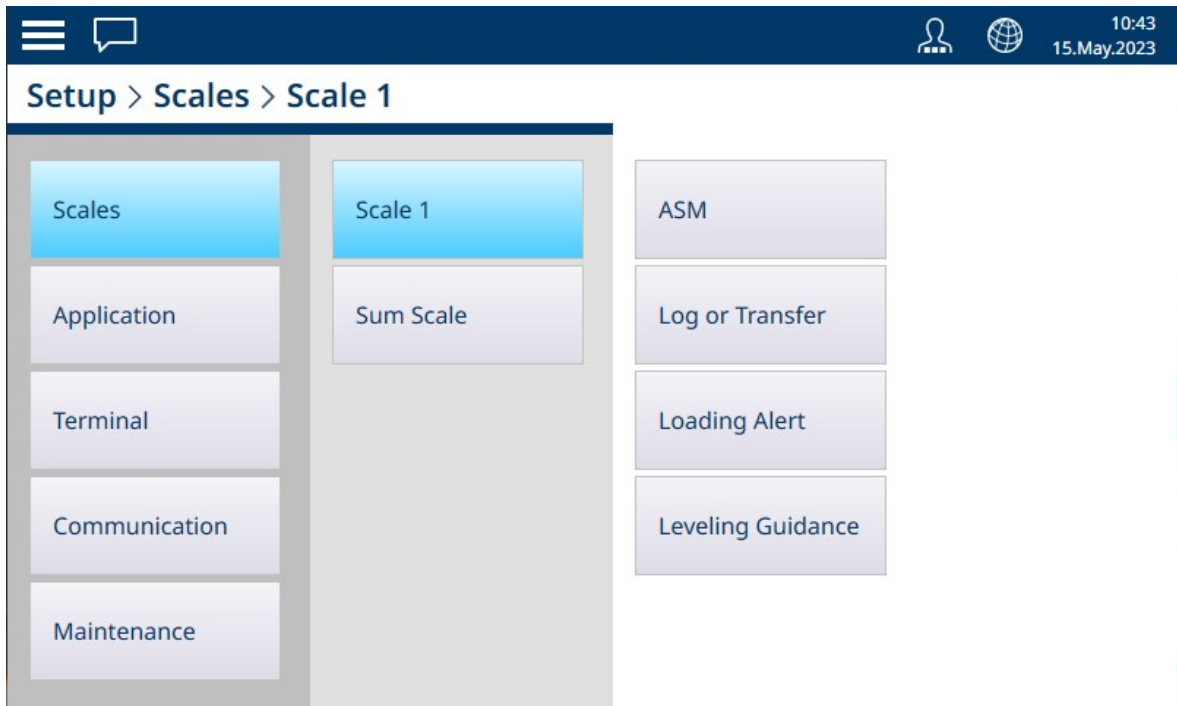 10:43
15.May.2023
Setup > Scales > Scale 1
Scales
Application
Terminal
Communication
Maintenance
Scale 1
Sum Scale
ASM
Log or Transfer
Loading Alert
Leveling Guidance